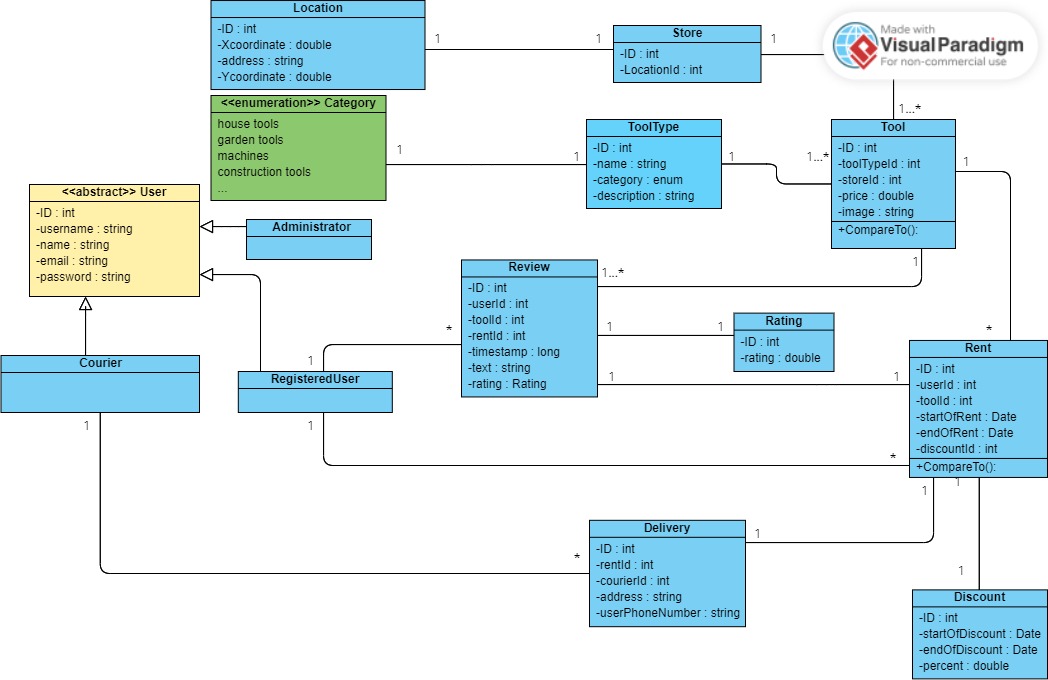 Location
-ID : int
-Xcoordinate : double
-address : string
-Ycoordinate : double
1
1
Store
-ID : int
-LocationId : int
1
Made with
VisualParadigm
For non-commercial use
1...*
<<enumeration>> Category
house tools
garden tools
machines
construction tools
...
1
1
ToolType
-ID : int
-name : string
-category : enum
-description : string
1
1...*
Tool
-ID : int
-toolTypeId : int
-storeId : int
-price : double
-image : string
+CompareTo():
1
1
<<abstract>> User
-ID : int
-username : string
-name : string
-email : string
-password : string
Administrator
Review
-ID : int
-userId : int
-toolId : int
-rentId : int
-timestamp : long
-text : string
-rating : Rating
1...*
*
1
1
1
Rating
-ID : int
-rating : double
*
1
1
Courier
1
RegisteredUser
1
Rent
-ID : int
-userId : int
-toolId : int
-startOfRent : Date
-endOfRent : Date
-discountId : int
+CompareTo():
*
1
1
Delivery
-ID : int
-rentId : int
-courierId : int
-address : string
-userPhoneNumber : string
1
*
1
Discount
-ID : int
-startOfDiscount : Date
-endOfDiscount : Date
-percent : double